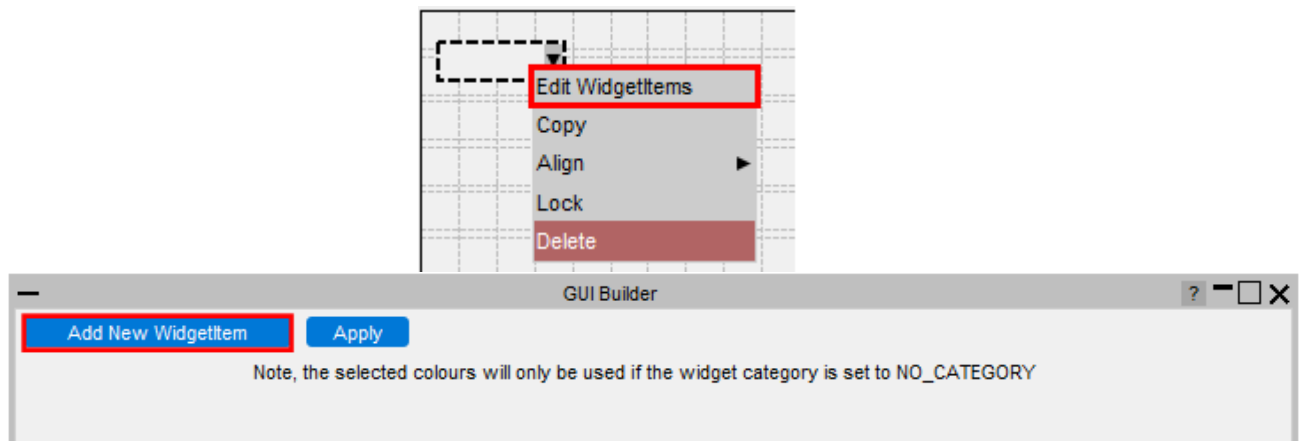 Edit WidgetItems
Copy
Align
Lock
Delete
GUI Builder ?
Add New WidgetItem Apply
Note, the selected colours will only be used if the widget category is set to NO_CATEGORY